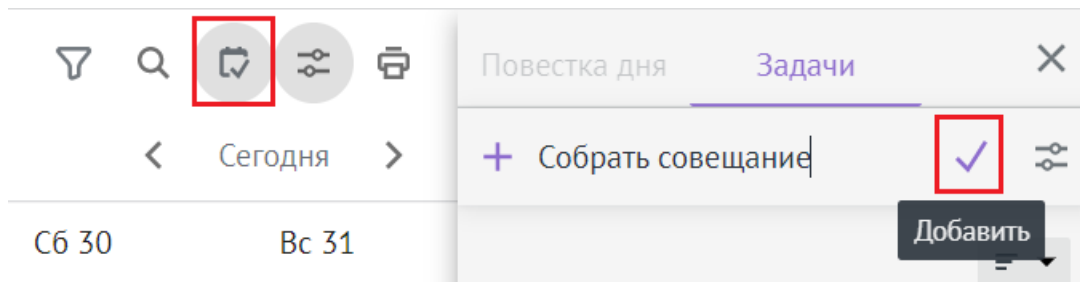 Повестка дня Задачи
Сегодня
Собрать совещание
Добавить
Сб 30 Вс 31